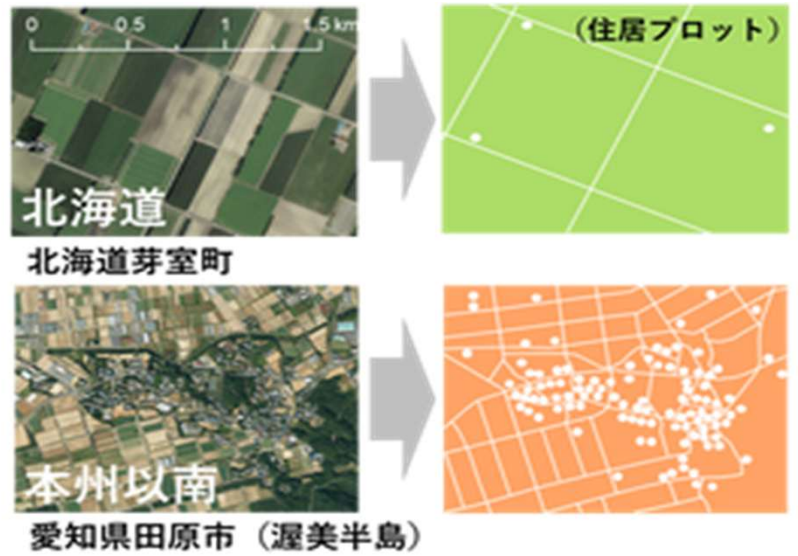 0 0.5 1 1.5 km
(住居プロット)
北海道
北海道芽室町
本州以南
愛知県田原市（渥美半島）